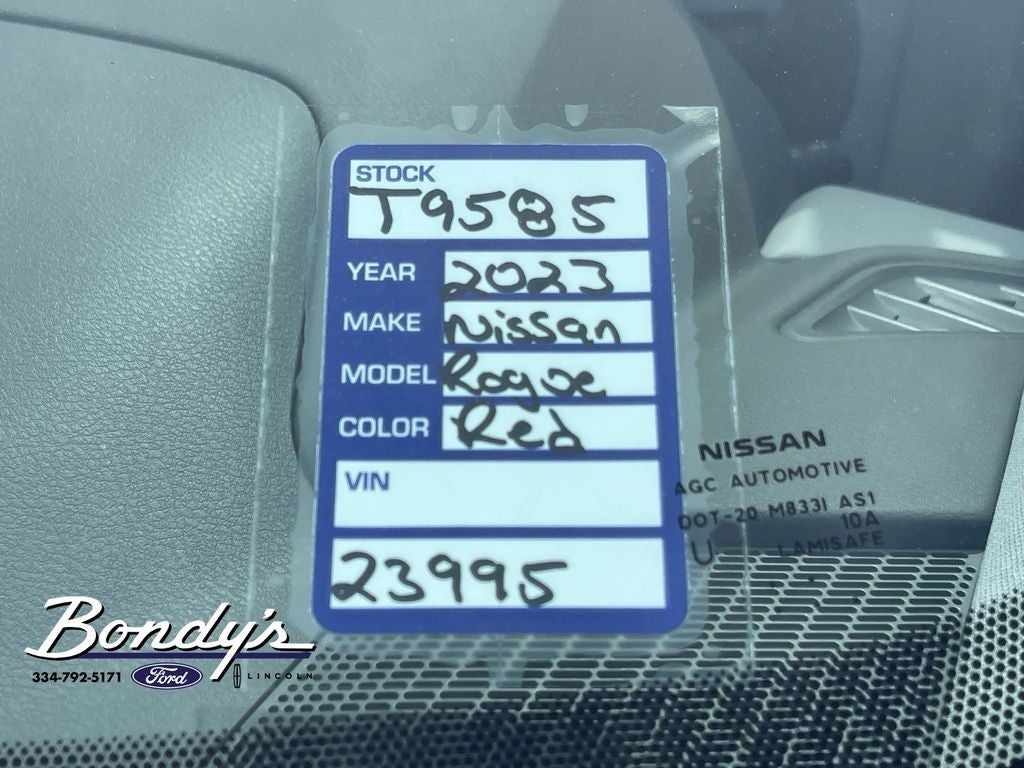 STOCK
T9585
YEAR 2023
MAKE Nissan
MODEL Rogue
COLOR Red
VIN
23995
NISSAN
AGC AUTOMOTIVE
DOT-20 M833I AS1
10A
U LAMISAFE
Bondy's
334-792-5171 Ford LINCOLN